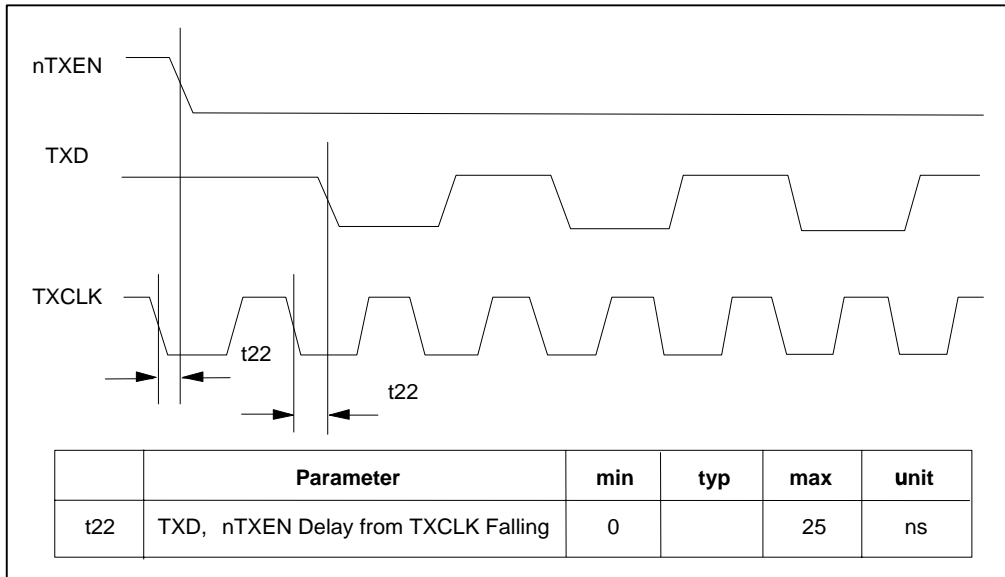 nTXEN
TXD
TXCLK
t22
t22
Parameter min typ max unit
t22 TXD, nTXEN Delay from TXCLK Falling 0 25 ns